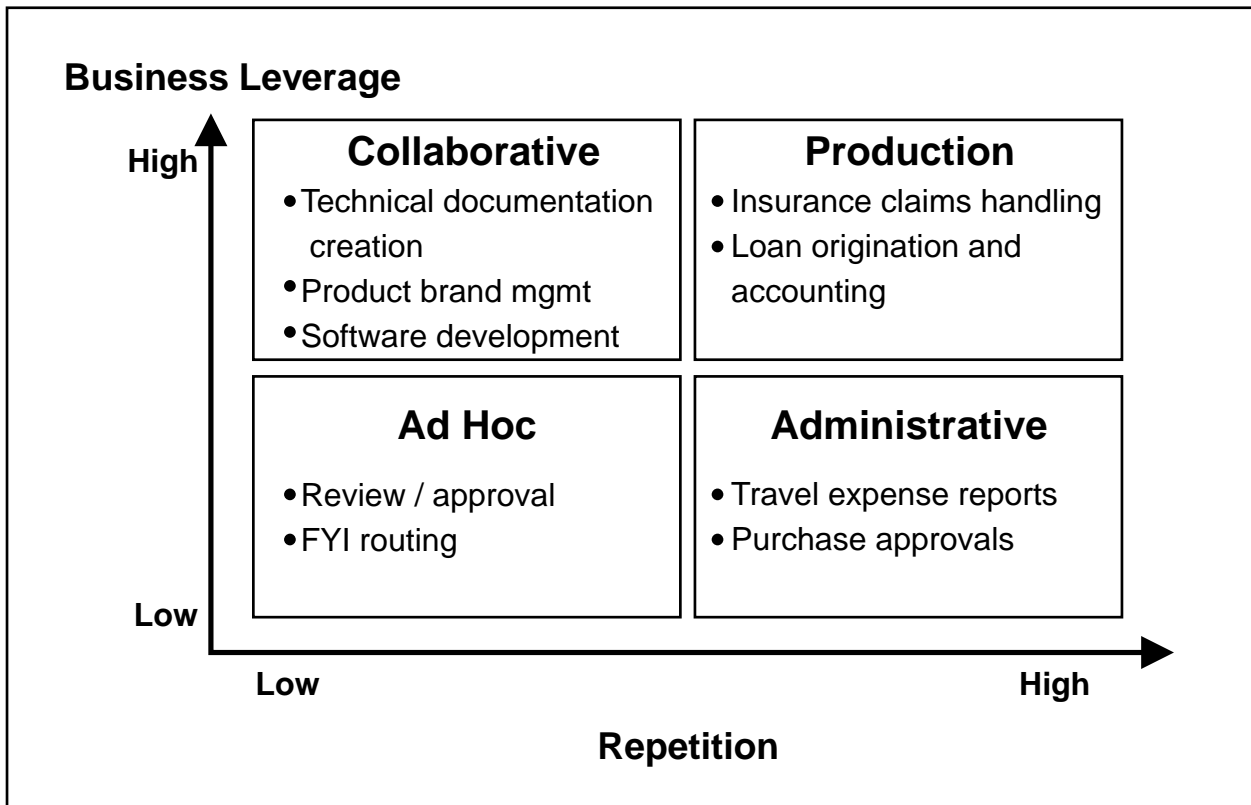 Business Leverage
High
Collaborative
• Technical documentation
creation
• Product brand mgmt
• Software development
Production
• Insurance claims handling
• Loan origination and
accounting
Ad Hoc
• Review / approval
• FYI routing
Administrative
• Travel expense reports
• Purchase approvals
Low
Low
High
Repetition